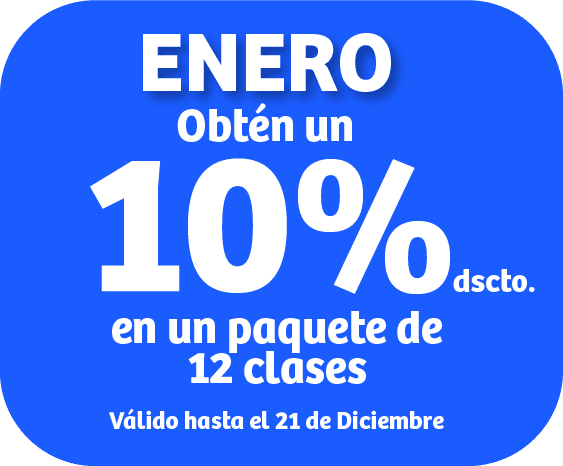 ENERO
Obtén un
10% dscto.
en un paquete de
12 clases
Válido hasta el 21 de Diciembre